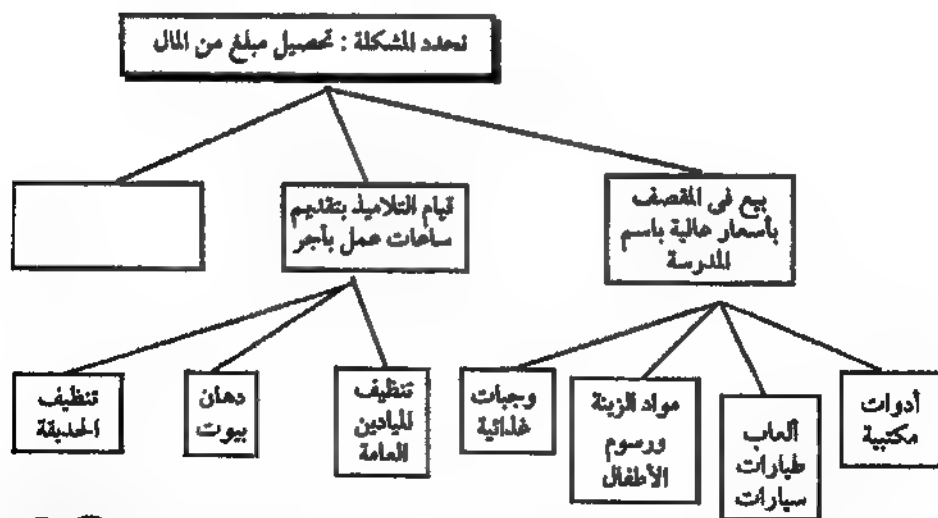 نحدد المشكلة : تحصيل مبلغ من المال
بيع فى المقصف
بأسعار عالية باسم
المدرسة
قيام التلاميذ بتقديم
ساعات عمل بأجر
أدوات
مكتبية
ألعاب
طيارات
سيارات
مواد الزينة
ورسوم
الأطفال
وجبات
غذائية
تنظيف
الميادين
العامة
دهان
بيوت
تنظيف
الحديقة